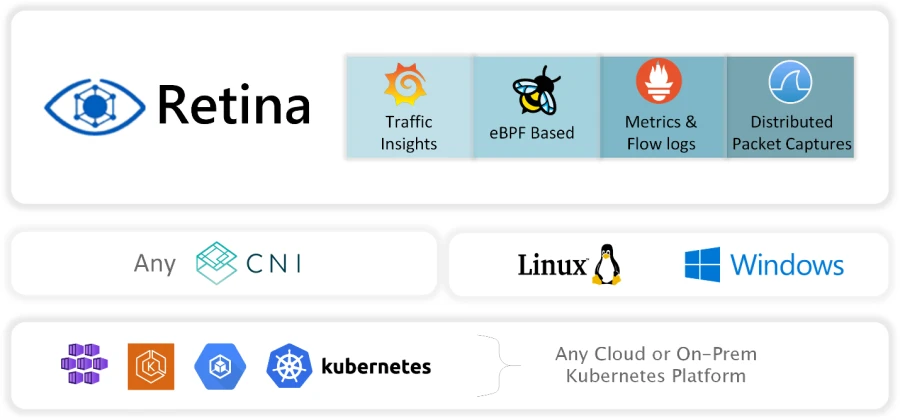 Retina
Traffic
Insights
eBPF Based
Metrics &
Flow logs
Distributed
Packet Captures
Any CNI
Linux
Windows
K
kubernetes
Any Cloud or On-Prem
Kubernetes Platform